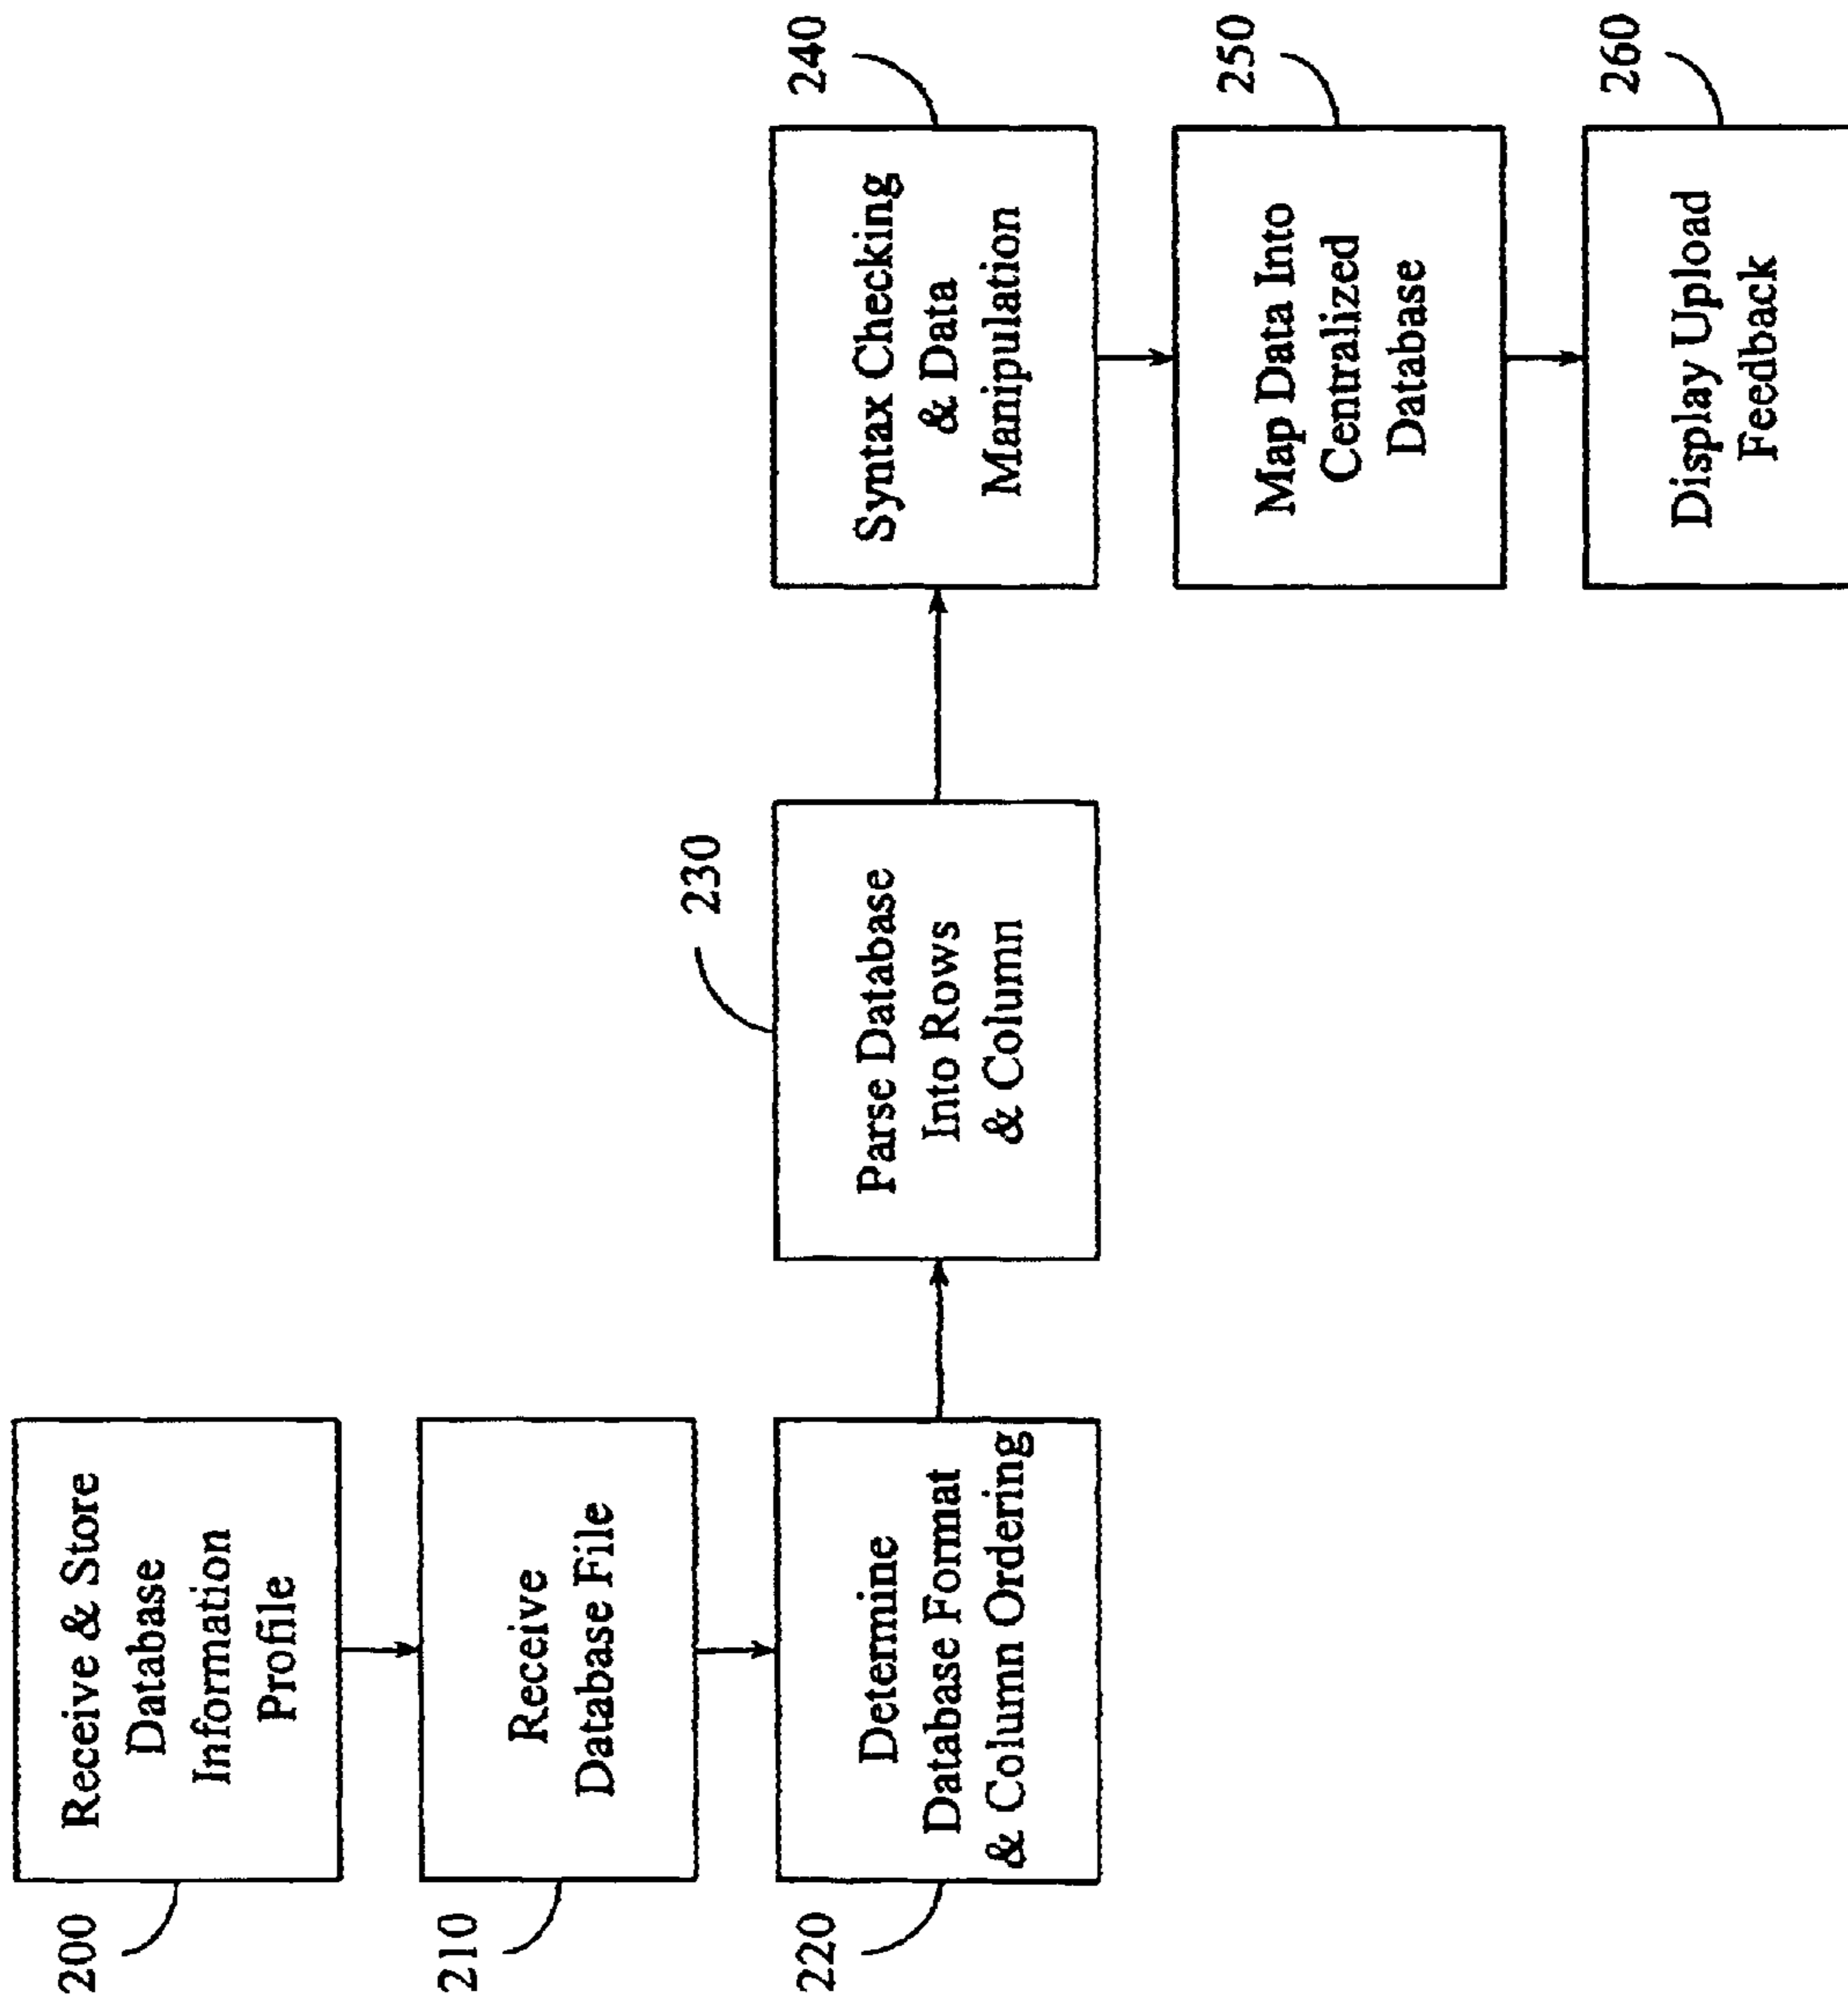 200
Receive & Store
Database
Information
Profile
210
Receive
Database File
220
Determine
Database Format
& Column Ordering
230
Parse Database
Into Rows
& Column
240
Syntax Checking
& Data
Manipulation
250
Map Data Into
Centralized
Database
260
Display Upload
Feedback